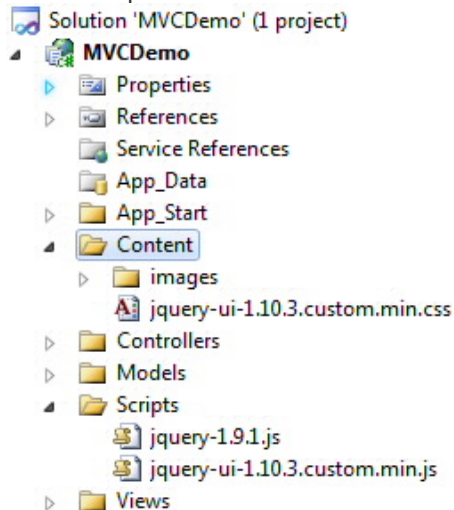 Solution 'MVCDemo' (1 project)
MVCDemo
Properties
References
Service References
App_Data
App_Start
Content
images
jquery-ui-1.10.3.custom.min.css
Controllers
Models
Scripts
jquery-1.9.1.js
jquery-ui-1.10.3.custom.min.js
Views